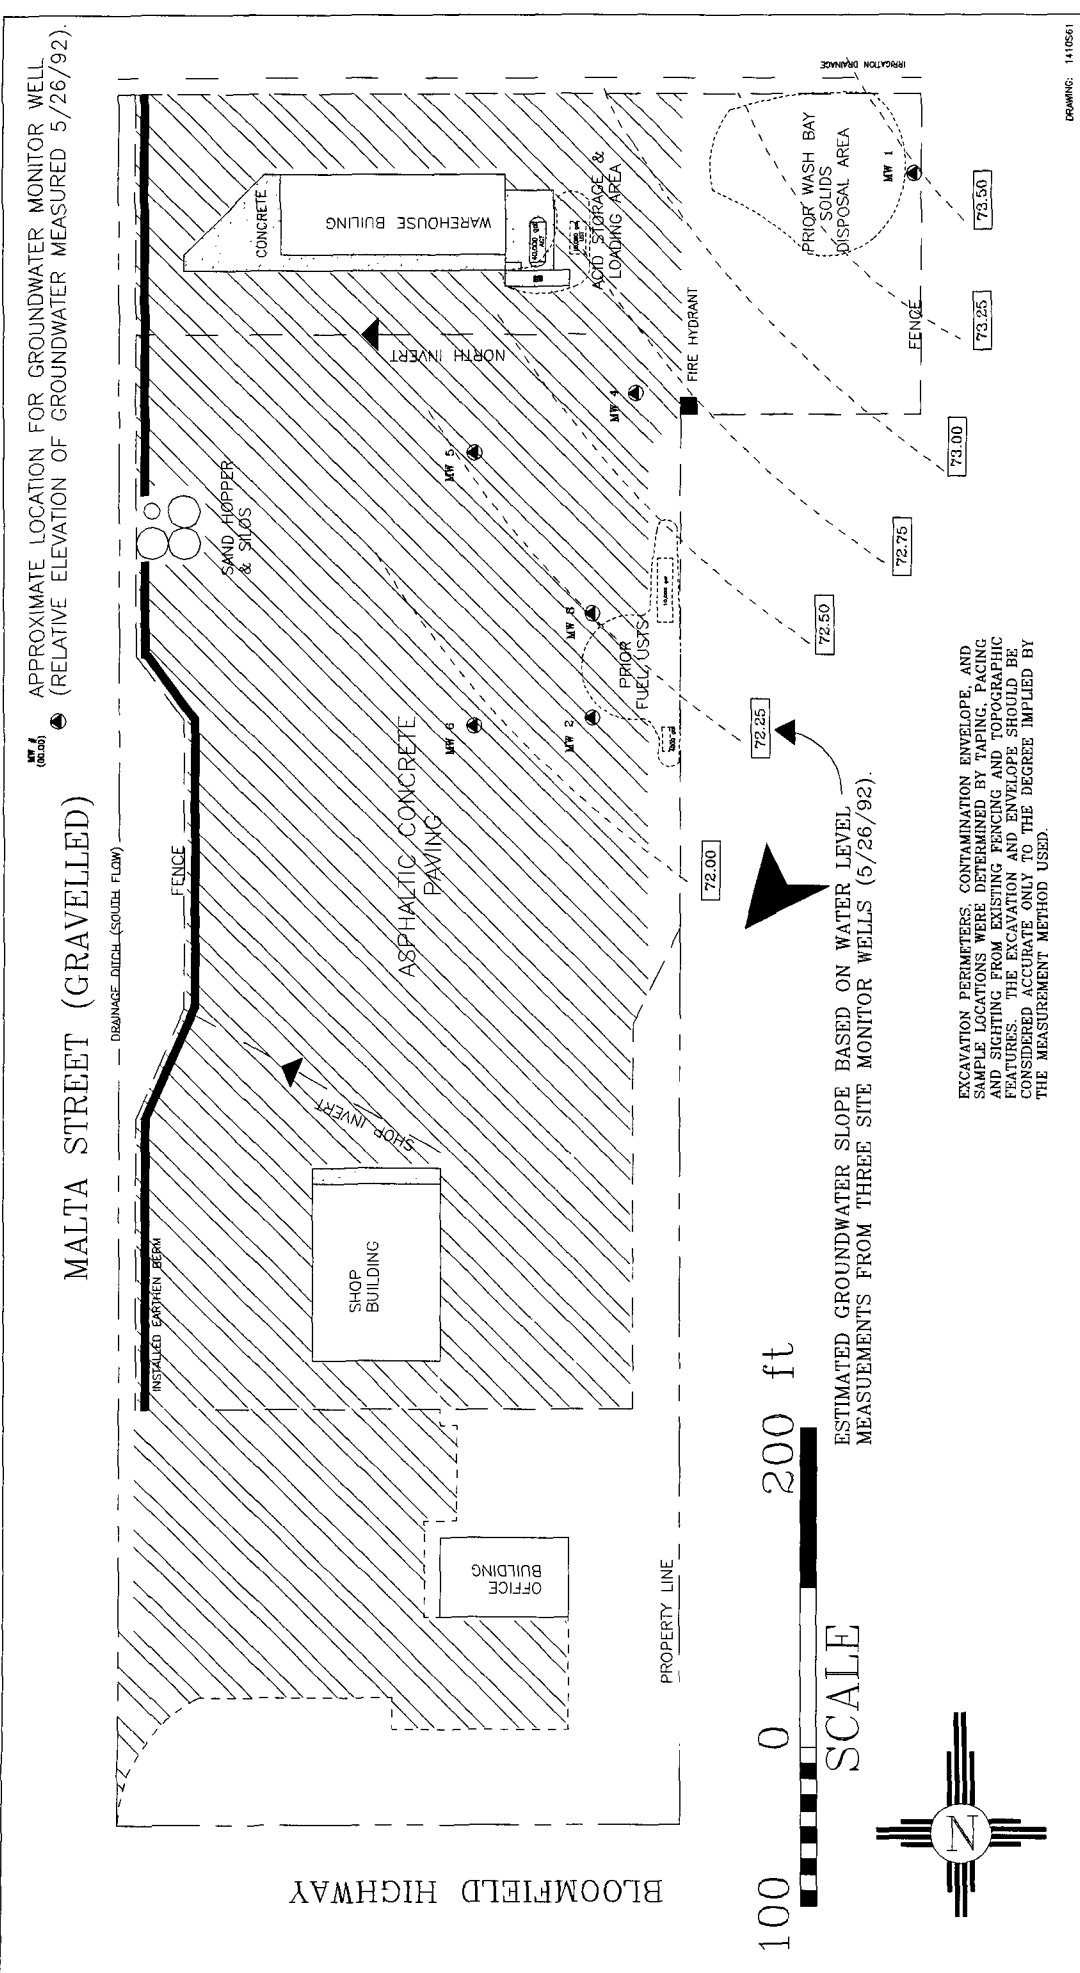 MW #
(00.00)
APPROXIMATE LOCATION FOR GROUNDWATER MONITOR WELL
(RELATIVE ELEVATION OF GROUNDWATER MEASURED 5/26/92).
MALTA STREET (GRAVELLED)
DRAINAGE DITCH (SOUTH FLOW)
FENCE
INSTALLED EARTHEN BERM
SAND HOPPER
& SILOS
CONCRETE
WAREHOUSE BUILING
NORTH INVERT
ACID STORAGE &
LOADING AREA
IRRIGATION DRAINAGE
PRIOR WASH BAY
SOLIDS
DISPOSAL AREA
MW 1
FENCE
FIRE HYDRANT
MW 4
MW 5
MW 3
MW 2
MW 6
PRIOR
FUEL USTS
10,000 gal
ASPHALTIC CONCRETE
PAVING
SHOP INVERT
SHOP
BUILDING
OFFICE
BUILDING
PROPERTY LINE
BLOOMFIELD HIGHWAY
73.50
73.25
73.00
72.75
72.50
72.25
72.00
ESTIMATED GROUNDWATER SLOPE BASED ON WATER LEVEL
MEASUEMENTS FROM THREE SITE MONITOR WELLS (5/26/92).
EXCAVATION PERIMETERS, CONTAMINATION ENVELOPE, AND
SAMPLE LOCATIONS WERE DETERMINED BY TAPING, PACING
AND SIGHTING FROM EXISTING FENCING AND TOPOGRAPHIC
FEATURES. THE EXCAVATION AND ENVELOPE SHOULD BE
CONSIDERED ACCURATE ONLY TO THE DEGREE IMPLIED BY
THE MEASUREMENT METHOD USED.
100 0 200 ft
SCALE
N
DRAWING: 1410S61